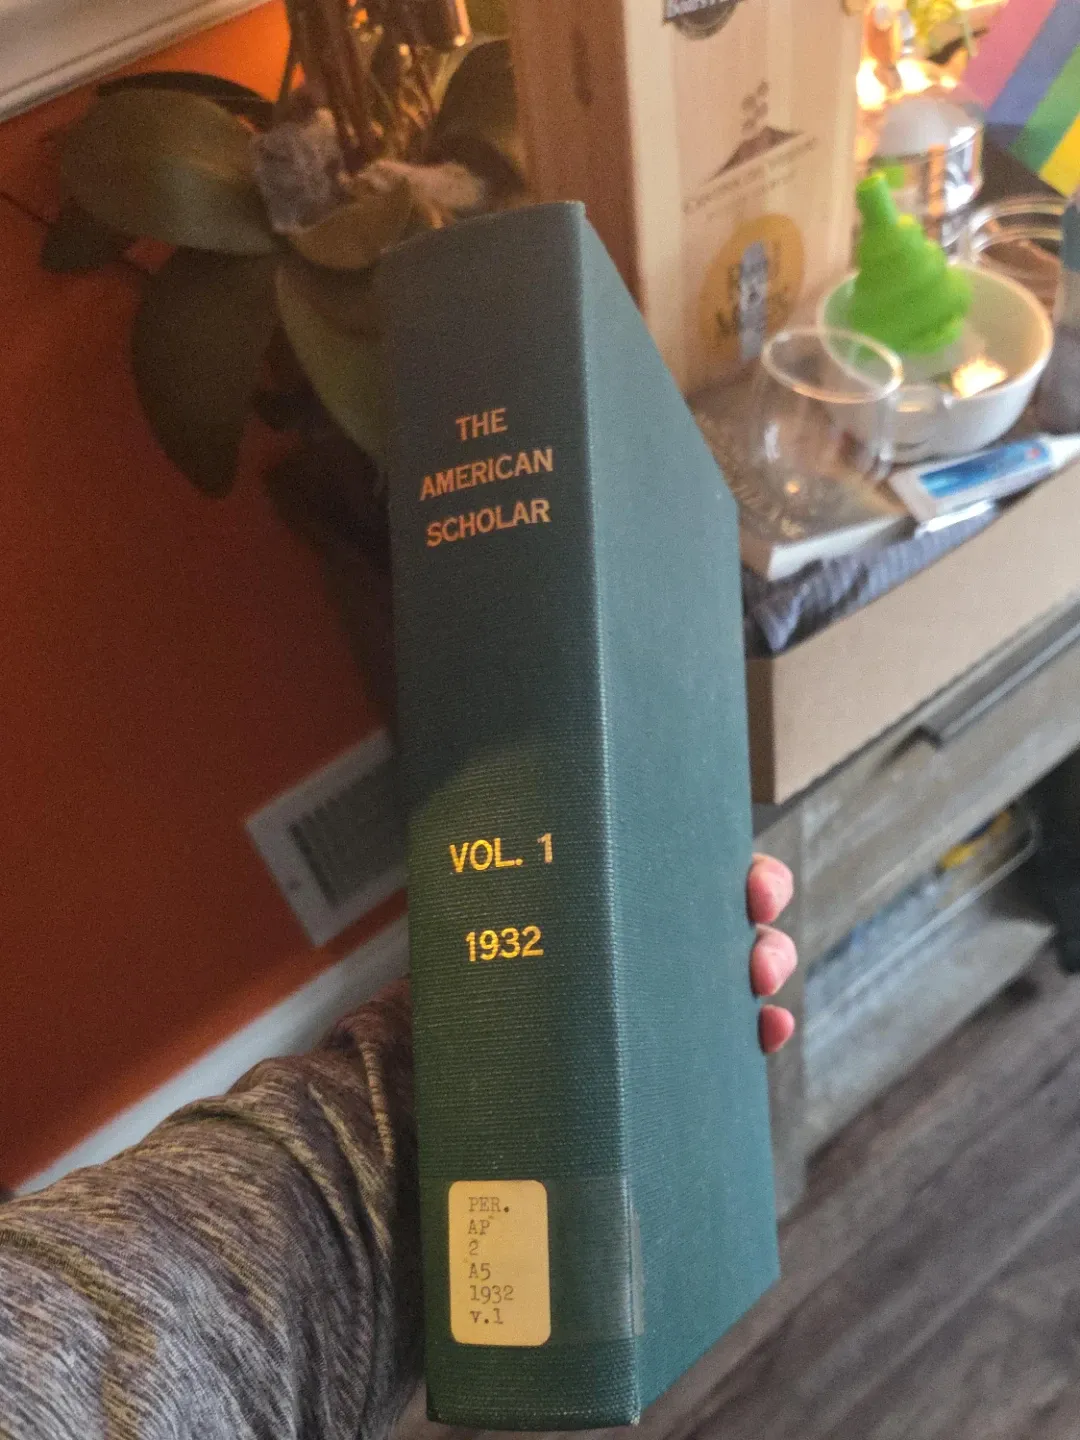 THE
AMERICAN
SCHOLAR
VOL. 1
1932
PER.
AP
2
A5
1932
v.1